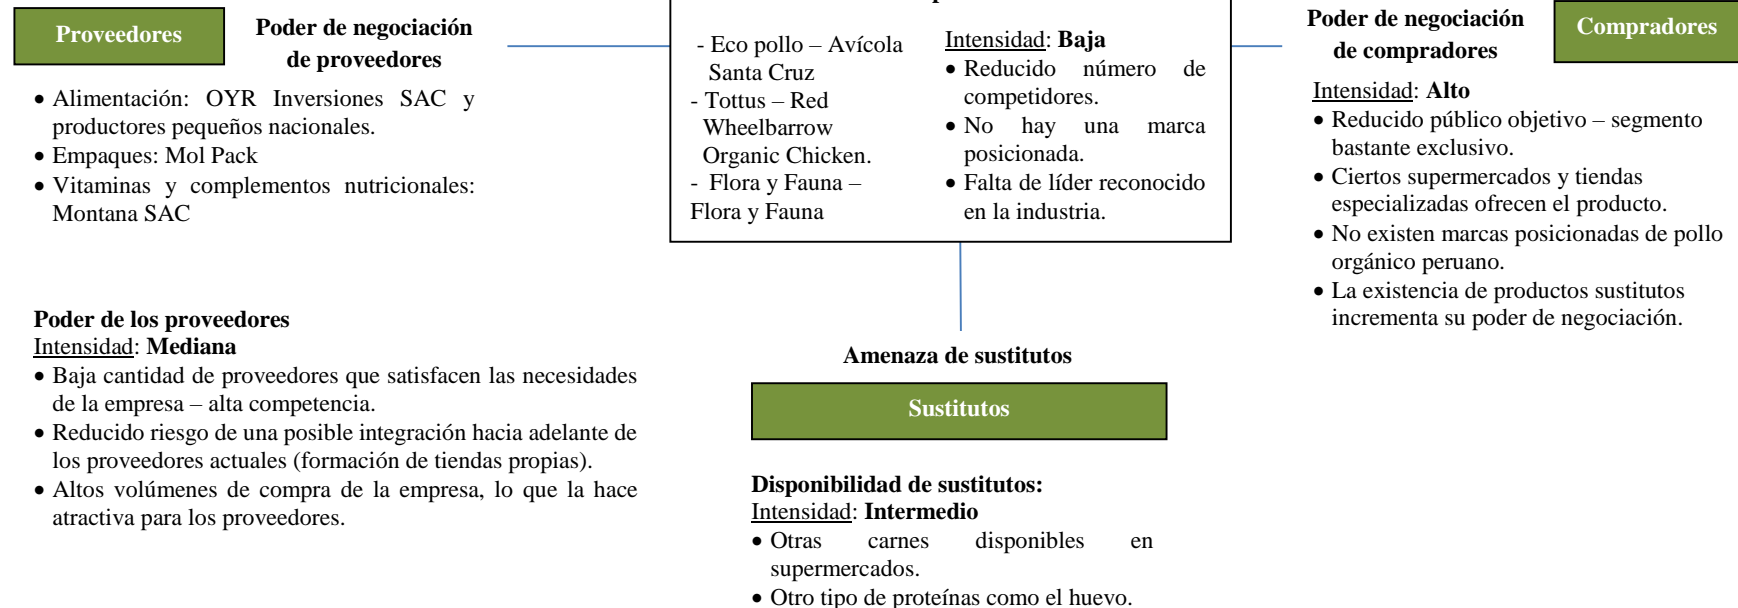 Proveedores
Poder de negociación
de proveedores
• Alimentación: OYR Inversiones SAC y
productores pequeños nacionales.
• Empaques: Mol Pack
• Vitaminas y complementos nutricionales:
Montana SAC
Poder de los proveedores
Intensidad: Mediana
• Baja cantidad de proveedores que satisfacen las necesidades
de la empresa – alta competencia.
• Reducido riesgo de una posible integración hacia adelante de
los proveedores actuales (formación de tiendas propias).
• Altos volúmenes de compra de la empresa, lo que la hace
atractiva para los proveedores.
- Eco pollo – Avícola
Santa Cruz
- Tottus – Red
Wheelbarrow
Organic Chicken.
- Flora y Fauna –
Flora y Fauna
Intensidad: Baja
• Reducido número de
competidores.
• No hay una marca
posicionada.
• Falta de líder reconocido
en la industria.
Amenaza de sustitutos
Sustitutos
Disponibilidad de sustitutos:
Intensidad: Intermedio
• Otras carnes disponibles en
supermercados.
• Otro tipo de proteínas como el huevo.
Poder de negociación
de compradores
Compradores
Intensidad: Alto
• Reducido público objetivo – segmento
bastante exclusivo.
• Ciertos supermercados y tiendas
especializadas ofrecen el producto.
• No existen marcas posicionadas de pollo
orgánico peruano.
• La existencia de productos sustitutos
incrementa su poder de negociación.